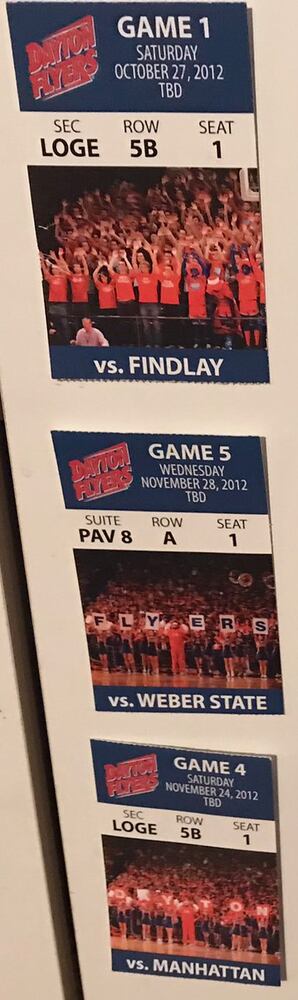 DAYTON
FLYERS
GAME 1
SATURDAY
OCTOBER 27, 2012
TBD
SEC ROW SEAT
LOGE 5B 1
vs. FINDLAY
DAYTON
FLYERS
GAME 5
WEDNESDAY
NOVEMBER 28, 2012
TBD
SUITE ROW SEAT
PAV 8 A 1
FLYERS
vs. WEBER STATE
DAYTON
FLYERS
GAME 4
SATURDAY
NOVEMBER 24, 2012
TBD
SEC ROW SEAT
LOGE 5B 1
DAYTON
vs. MANHATTAN